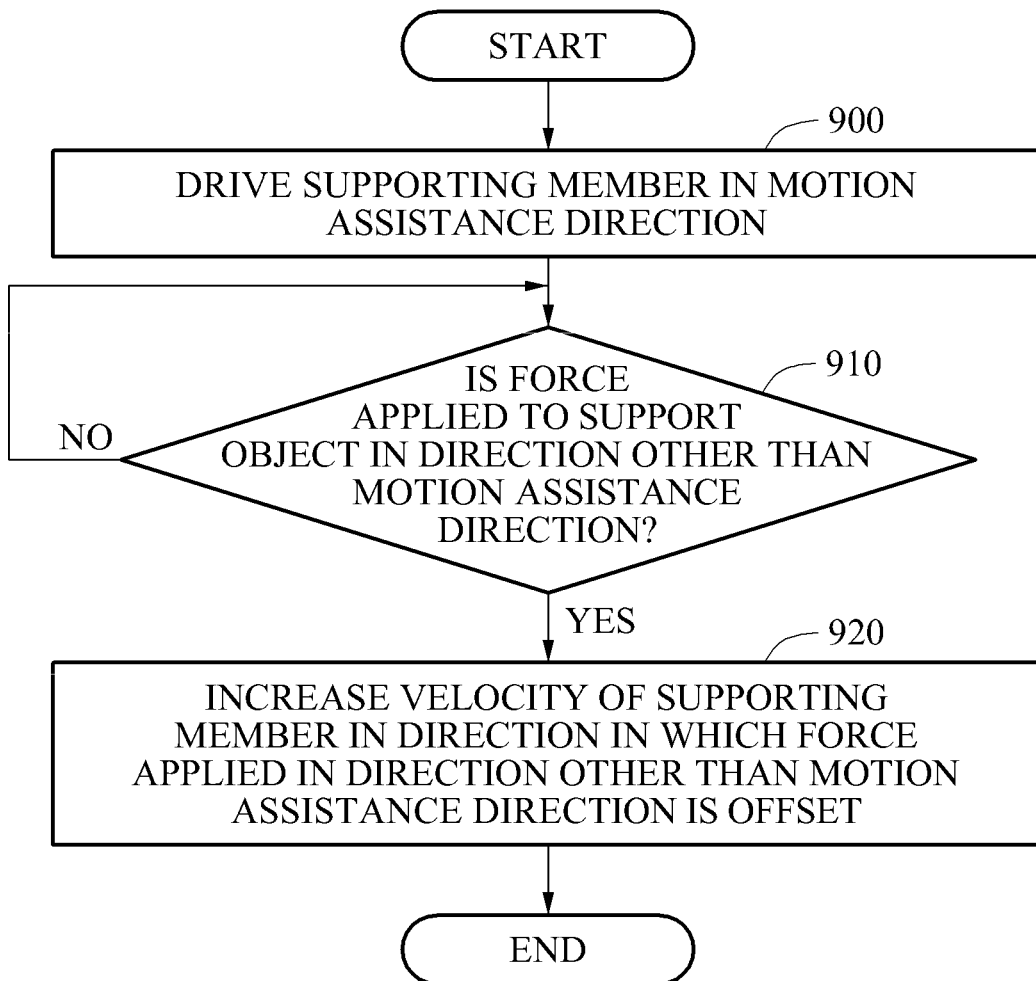 START
900
DRIVE SUPPORTING MEMBER IN MOTION
ASSISTANCE DIRECTION
910
IS FORCE
APPLIED TO SUPPORT
OBJECT IN DIRECTION OTHER THAN
MOTION ASSISTANCE
DIRECTION?
NO
YES
920
INCREASE VELOCITY OF SUPPORTING
MEMBER IN DIRECTION IN WHICH FORCE
APPLIED IN DIRECTION OTHER THAN MOTION
ASSISTANCE DIRECTION IS OFFSET
END